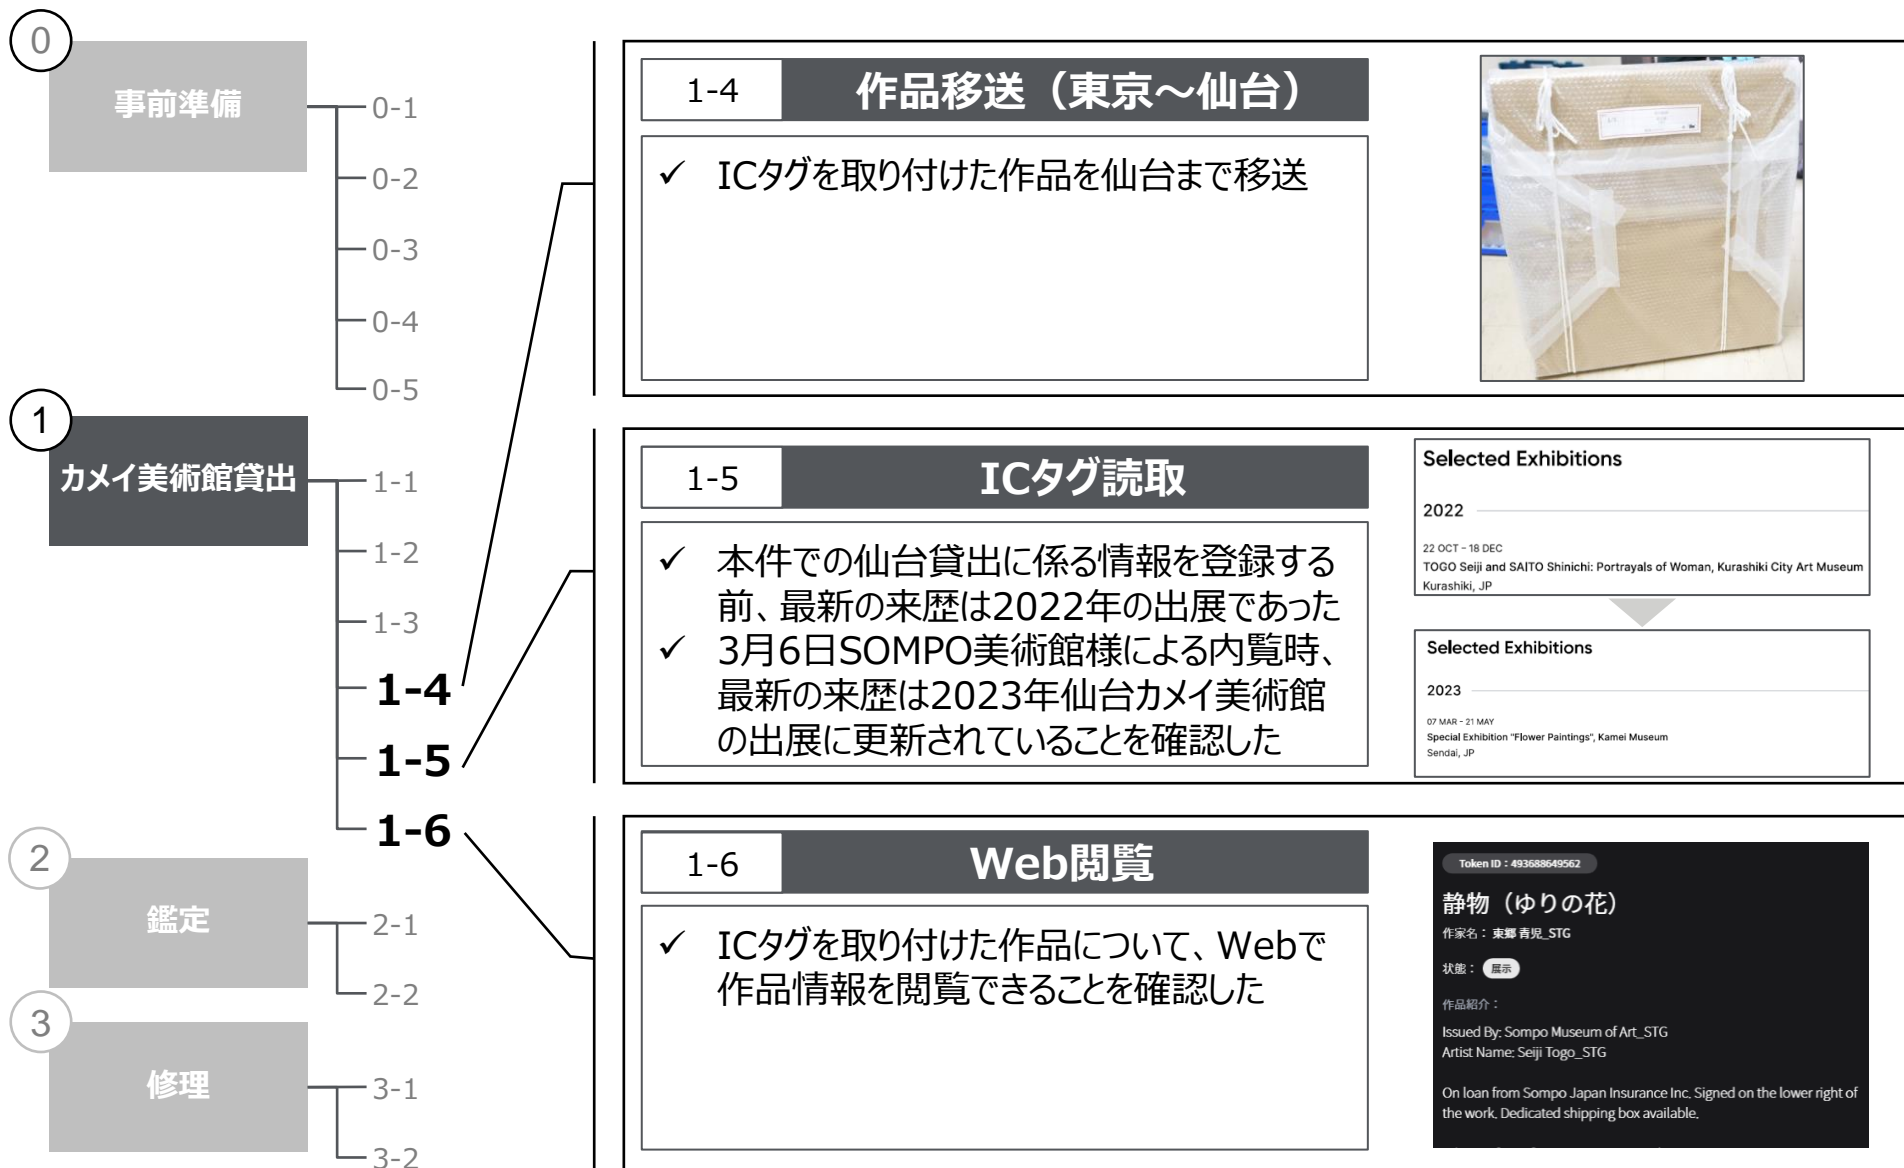 0
事前準備
0-1
0-2
0-3
0-4
0-5
1
カメイ美術館貸出
1-1
1-2
1-3
1-4
1-5
1-6
2
鑑定
2-1
2-2
3
修理
3-1
3-2
1-4
作品移送（東京～仙台）
✓ ICタグを取り付けた作品を仙台まで移送
1-5
ICタグ読取
✓ 本件での仙台貸出に係る情報を登録する
前、最新の来歴は2022年の出展であった
✓ 3月6日SOMPO美術館様による内覧時、
最新の来歴は2023年仙台カメイ美術館
の出展に更新されていることを確認した
Selected Exhibitions
2022
22 OCT - 18 DEC
TOGO Seiji and SAITO Shinichi: Portrayals of Woman, Kurashiki City Art Museum
Kurashiki, JP
Selected Exhibitions
2023
07 MAR - 21 MAY
Special Exhibition "Flower Paintings", Kamei Museum
Sendai, JP
1-6
Web閲覧
✓ ICタグを取り付けた作品について、Webで
作品情報を閲覧できることを確認した
Token ID：493688649562
静物（ゆりの花）
作家名：東郷 青児_STG
状態：展示
作品紹介：
Issued By: Sompo Museum of Art_STG
Artist Name: Seiji Togo_STG
On loan from Sompo Japan Insurance Inc. Signed on the lower right of
the work. Dedicated shipping box available.